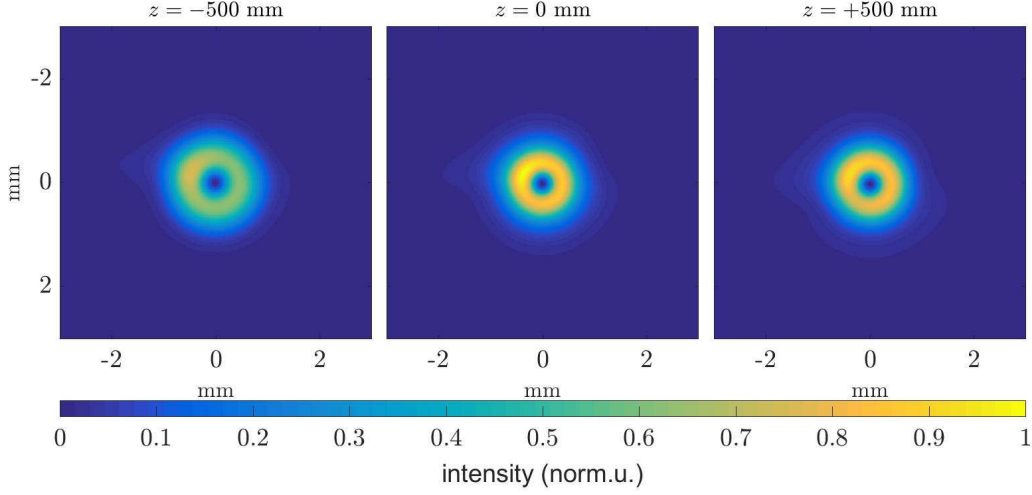 z = −500 mm
z = 0 mm
z = +500 mm
mm
-2
0
2
-2 0 2
-2 0 2
-2 0 2
mm mm mm
0 0.1 0.2 0.3 0.4 0.5 0.6 0.7 0.8 0.9 1
intensity (norm.u.)